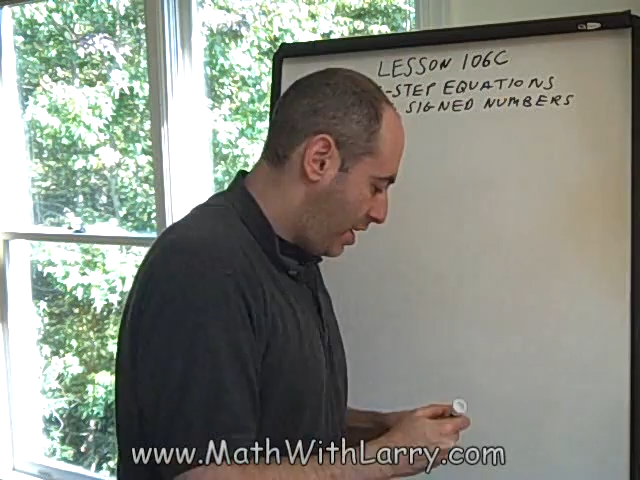 LESSON 106C
-STEP EQUATIONS
SIGNED NUMBERS
www.MathWithLarry.com